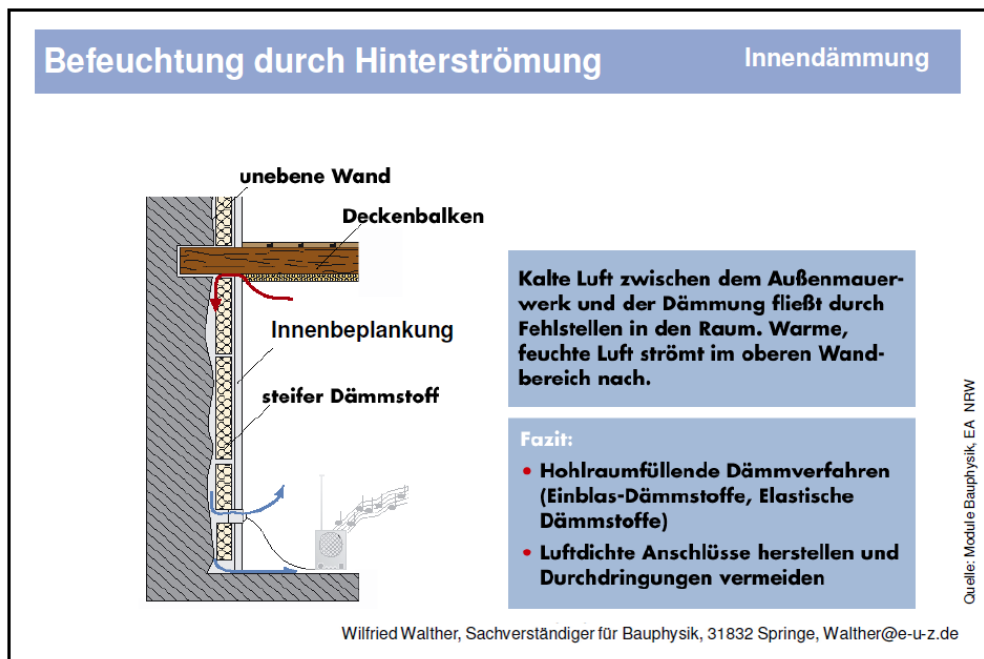 Befeuchtung durch Hinterströmung
Innendämmung
unebene Wand
Deckenbalken
Innenbeplankung
steifer Dämmstoff
Kalte Luft zwischen dem Außenmauer-
werk und der Dämmung fließt durch
Fehlstellen in den Raum. Warme,
feuchte Luft strömt im oberen Wand-
bereich nach.
Fazit:
• Hohlraumfüllende Dämmverfahren
(Einblas-Dämmstoffe, Elastische
Dämmstoffe)
• Luftdichte Anschlüsse herstellen und
Durchdringungen vermeiden
Quelle: Module Bauphysik, EA NRW
Wilfried Walther, Sachverständiger für Bauphysik, 31832 Springe, Walther@e-u-z.de